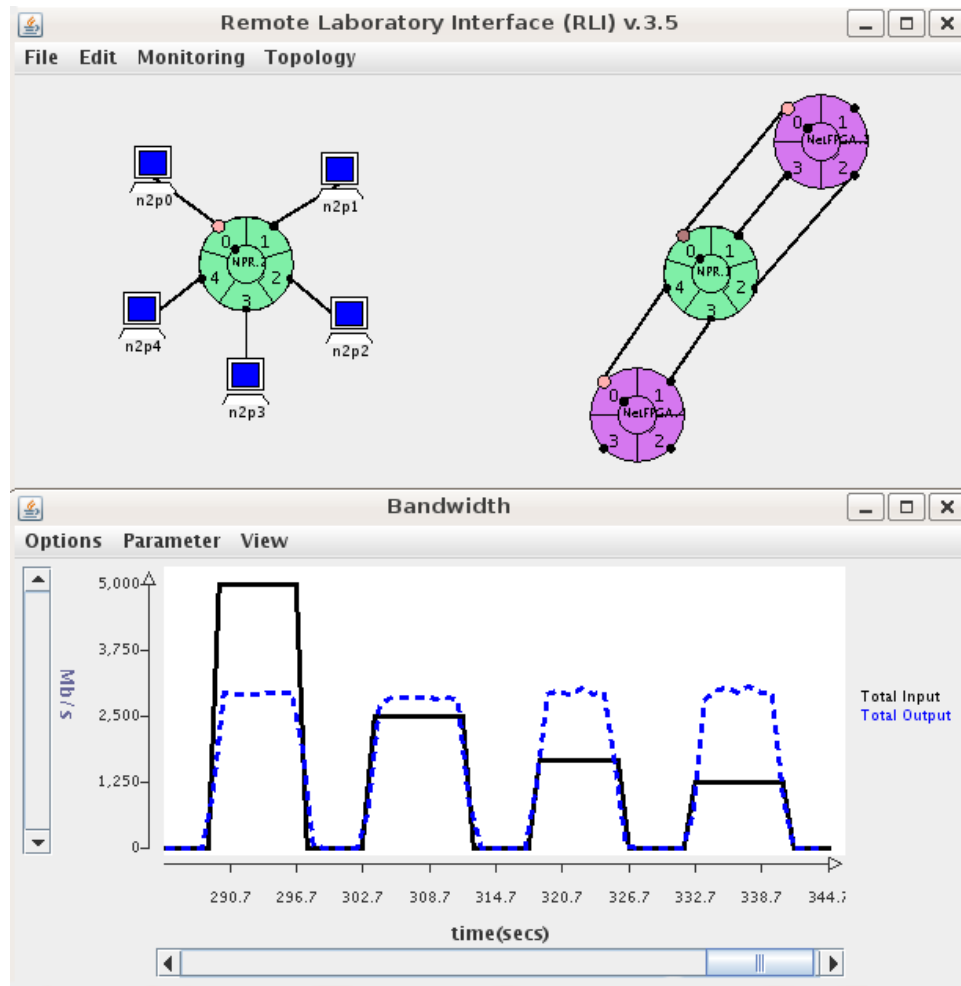 Remote Laboratory Interface (RLI) v.3.5
File Edit Monitoring Topology
n2p0
n2p1
n2p2
n2p3
n2p4
0 1 2 3 4
NPR.2
0 1 2 3
0 1 2 3 4
0 1 2 3
Bandwidth
Options Parameter View
5,000
3,750
2,500
1,250
0
Mb/s
Total Input
Total Output
290.7 296.7 302.7 308.7 314.7 320.7 326.7 332.7 338.7
time(secs)